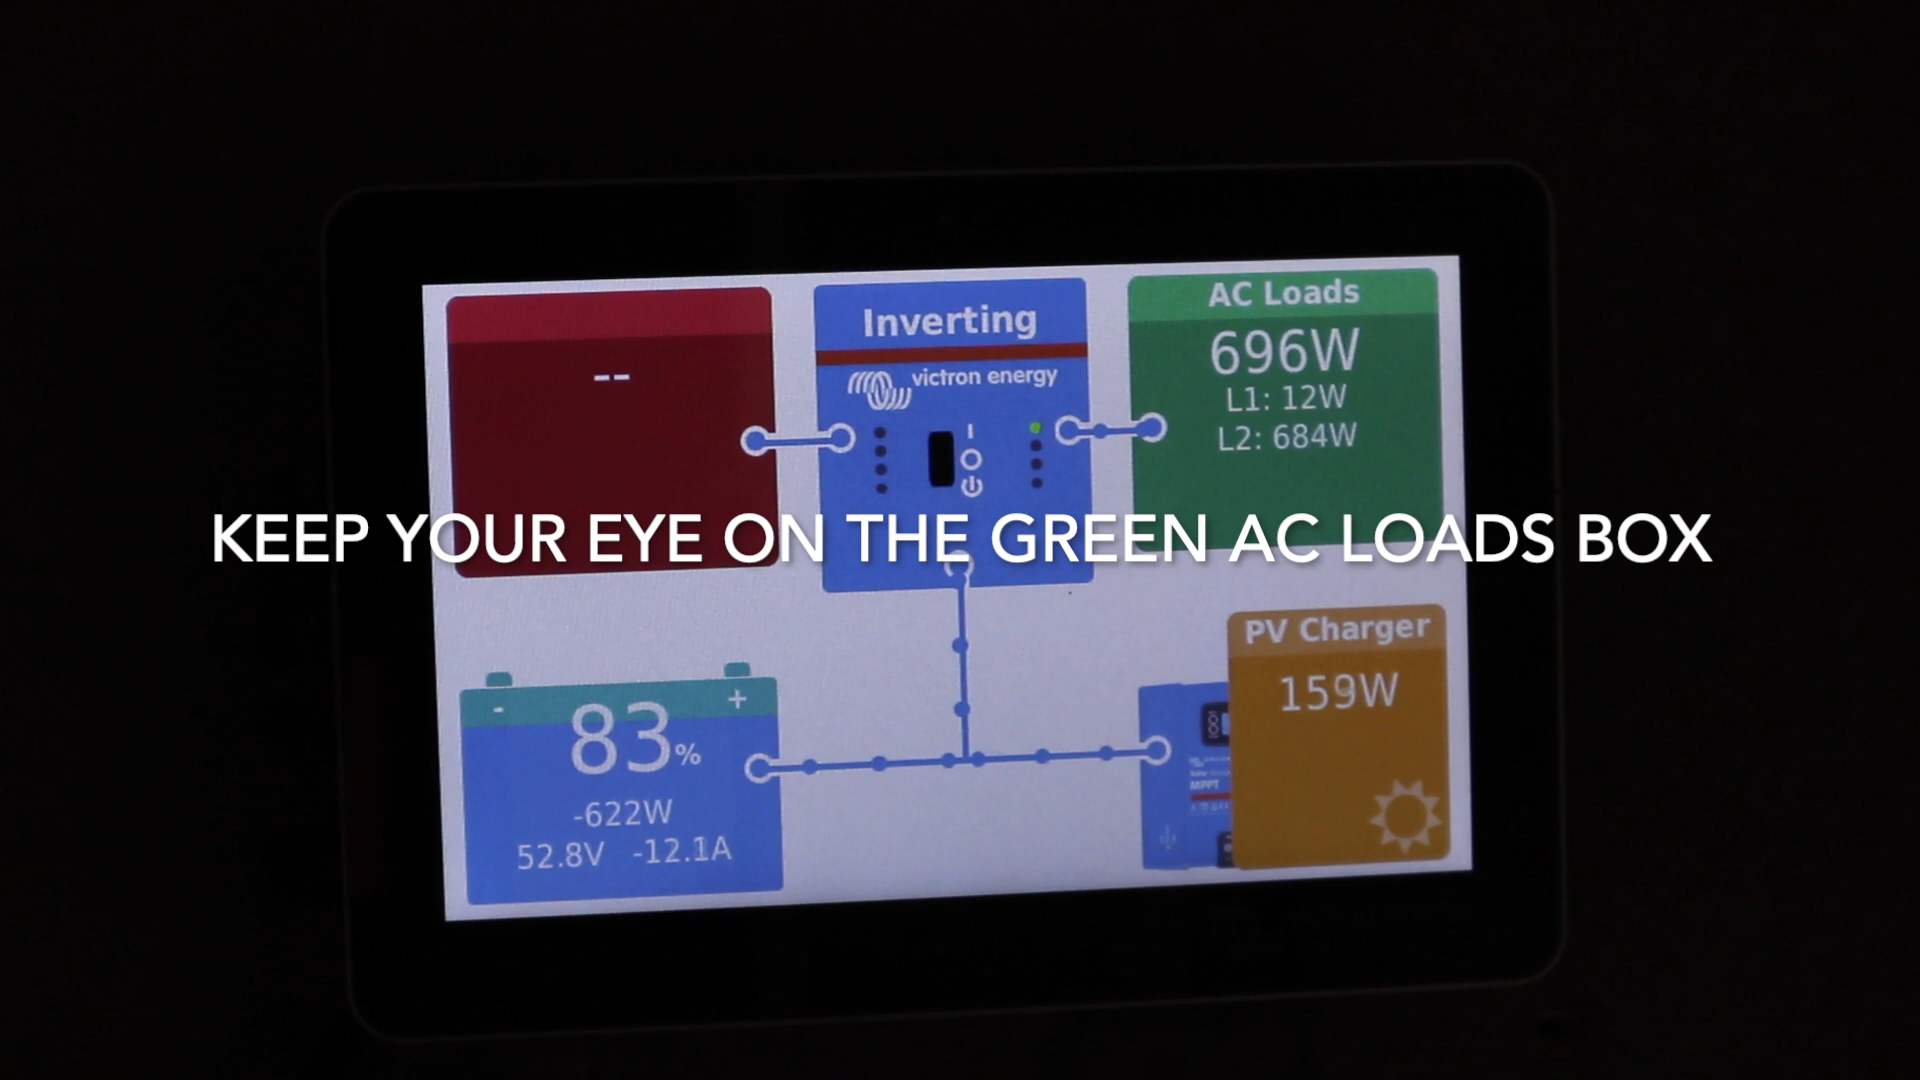 --
Inverting
victron energy
AC Loads
696W
L1: 12W
L2: 684W
KEEP YOUR EYE ON THE GREEN AC LOADS BOX
- 83% +
-622W
52.8V -12.1A
PV Charger
159W
MPPT